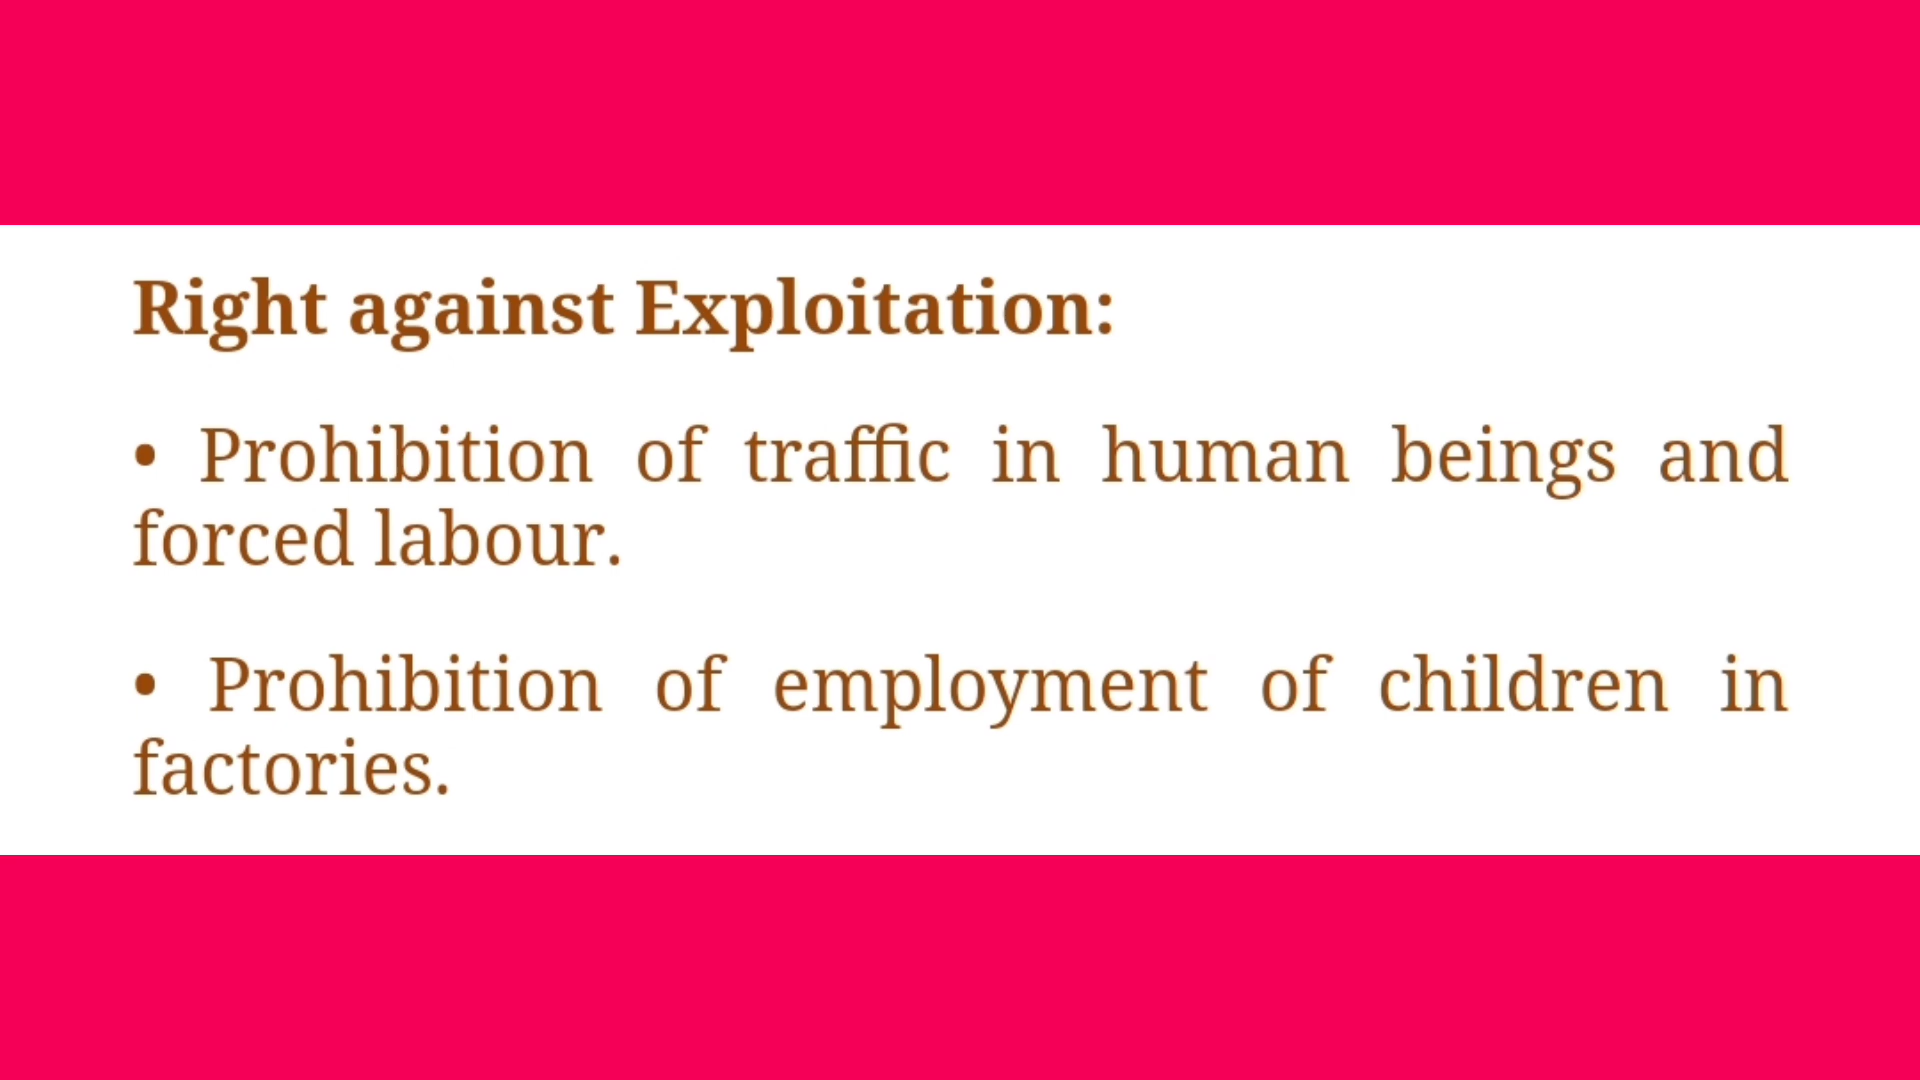 Right against Exploitation:
• Prohibition of traffic in human beings and
forced labour.
• Prohibition of employment of children in
factories.